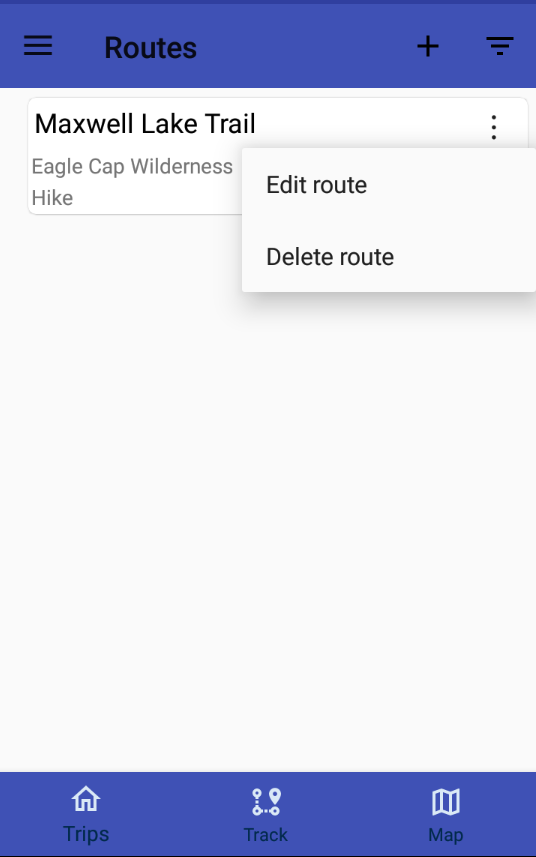 Routes
Maxwell Lake Trail
Eagle Cap Wilderness
Hike
Edit route
Delete route
Trips
Track
Map